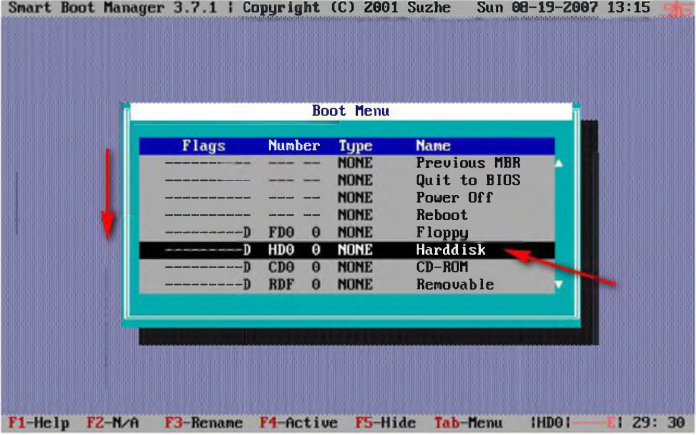 Smart Boot Manager 3.7.1 | Copyright (C) 2001 Suzhe Sun 08-19-2007 13:15
Boot Menu
Flags Number Type Name
---------- --- -- NONE Previous MBR
---------- --- -- NONE Quit to BIOS
---------- --- -- NONE Power Off
---------- --- -- NONE Reboot
---------D FD0 0 NONE Floppy
---------D HD0 0 NONE Harddisk
---------D CD0 0 NONE CD-ROM
---------D RDF 0 NONE Removable
F1-Help F2-N/A F3-Rename F4-Active F5-Hide Tab-Menu |HD0|----E| 29: 30